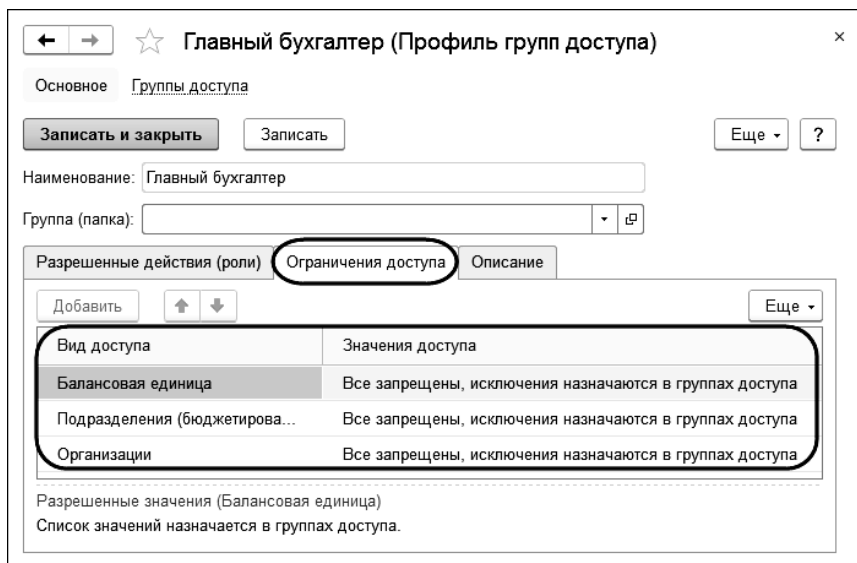 Главный бухгалтер (Профиль групп доступа)
Основное Группы доступа
Записать и закрыть Записать Еще ?
Наименование: Главный бухгалтер
Группа (папка):
Разрешенные действия (роли) Ограничения доступа Описание
Добавить Еще
Вид доступа Значения доступа
Балансовая единица Все запрещены, исключения назначаются в группах доступа
Подразделения (бюджетирова... Все запрещены, исключения назначаются в группах доступа
Организации Все запрещены, исключения назначаются в группах доступа
Разрешенные значения (Балансовая единица)
Список значений назначается в группах доступа.